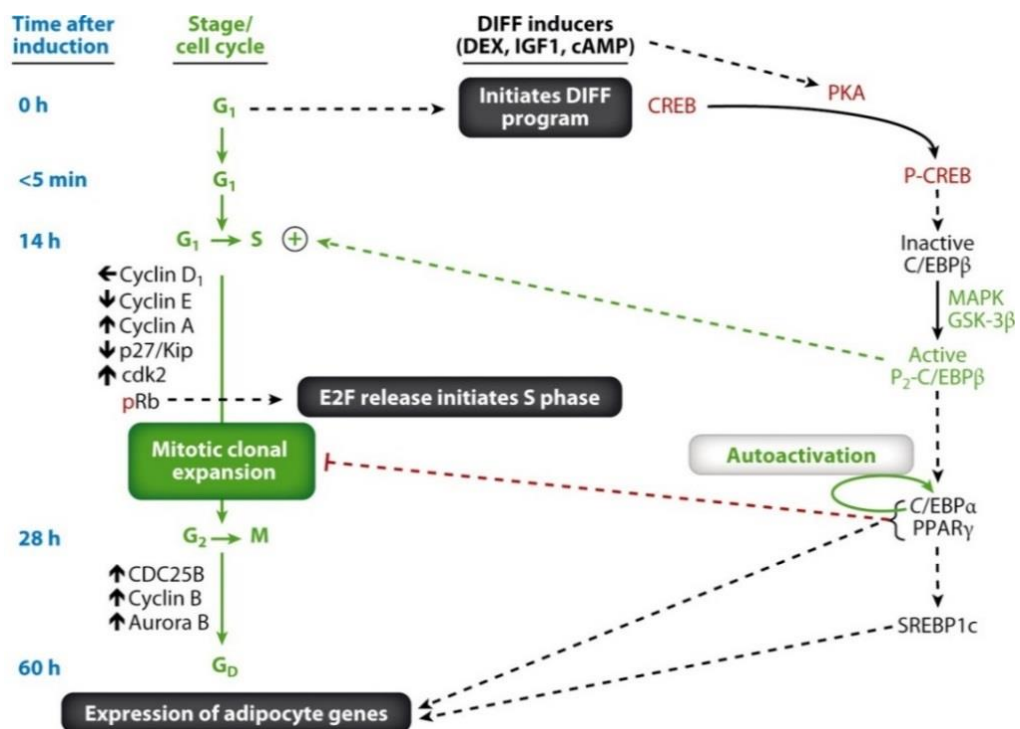 Time after
induction
Stage/
cell cycle
DIFF inducers
(DEX, IGF1, cAMP)
0 h
G₁
Initiates DIFF
program
CREB
PKA
<5 min
G₁
P-CREB
14 h
G₁ → S
+
Inactive
C/EBPβ
← Cyclin D₁
↓ Cyclin E
↑ Cyclin A
↓ p27/Kip
↑ cdk2
pRb
MAPK
GSK-3β
Active
P₂-C/EBPβ
E2F release initiates S phase
Mitotic clonal
expansion
Autoactivation
C/EBPα
PPARγ
28 h
G₂ → M
↑ CDC25B
↑ Cyclin B
↑ Aurora B
SREBP1c
60 h
G_D
Expression of adipocyte genes